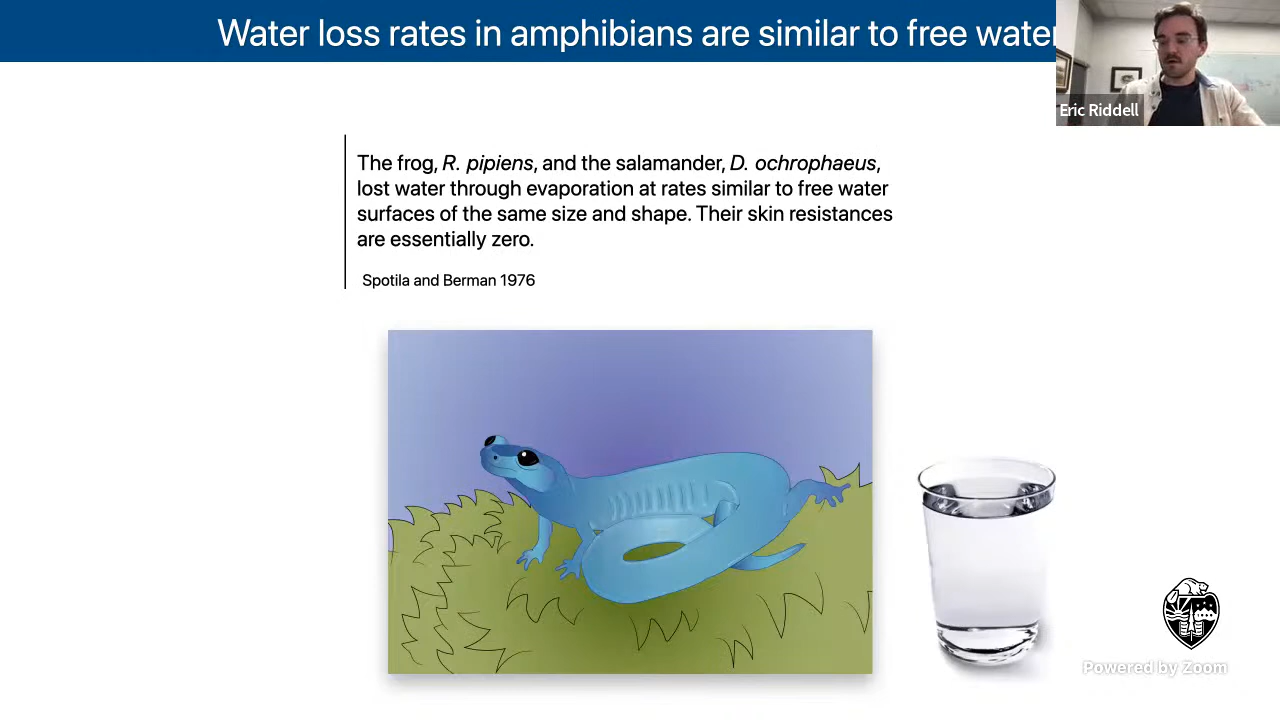 Water loss rates in amphibians are similar to free water
Eric Riddell
The frog, R. pipiens, and the salamander, D. ochrophaeus,
lost water through evaporation at rates similar to free water
surfaces of the same size and shape. Their skin resistances
are essentially zero.
Spotila and Berman 1976
Powered by Zoom